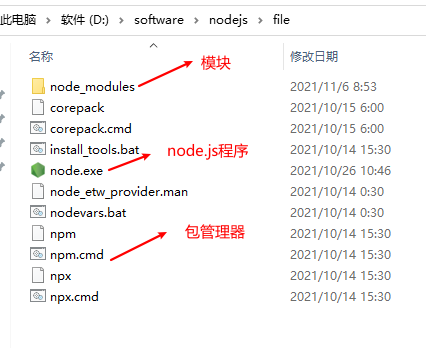 此电脑 > 软件 (D:) > software > nodejs > file
名称 修改日期
node_modules 2021/11/6 8:53
模块
corepack 2021/10/15 6:00
corepack.cmd 2021/10/15 6:00
install_tools.bat 2021/10/14 15:30
node.js程序
node.exe 2021/10/26 10:46
node_etw_provider.man 2021/10/14 0:30
nodevars.bat 2021/10/14 0:30
npm 2021/10/14 15:30
包管理器
npm.cmd 2021/10/14 15:30
npx 2021/10/14 15:30
npx.cmd 2021/10/14 15:30